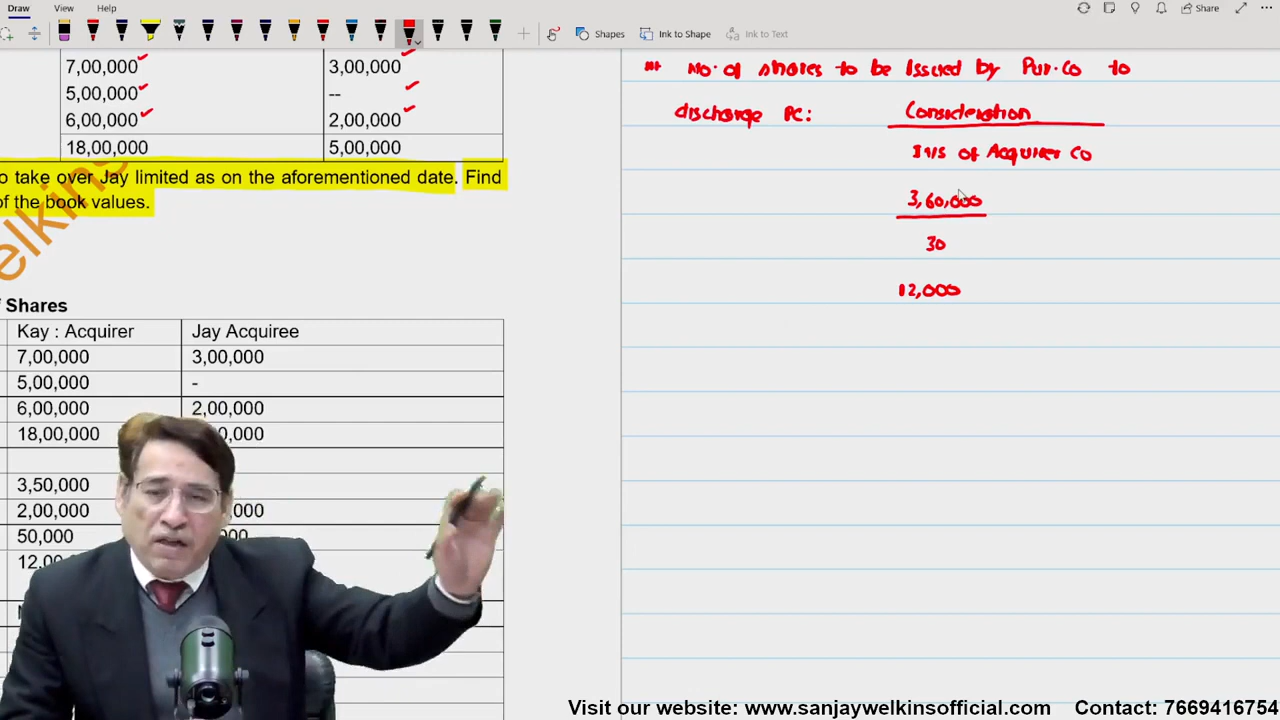 Draw View Help
Shapes Ink to Shape Ink to Text Share
7,00,000 3,00,000
5,00,000 --
6,00,000 2,00,000
18,00,000 5,00,000
o take over Jay limited as on the aforementioned date. Find
of the book values.
elkins
Shares
Kay : Acquirer Jay Acquiree
7,00,000 3,00,000
5,00,000 -
6,00,000 2,00,000
18,00,000
3,50,000
2,00,000
50,000
No. of shares to be issued by Pur. Co to
discharge PC: Consideration
IVS of Acquirer Co
3,60,000
30
12,000
Visit our website: www.sanjaywelkinsofficial.com Contact: 7669416754